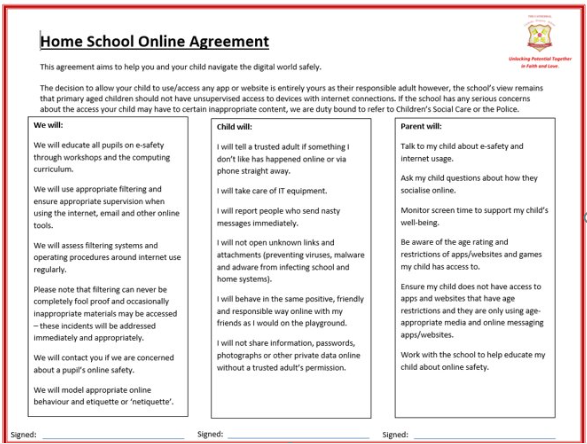 Home School Online Agreement
Unlocking Potential Together
in Faith and Love.
This agreement aims to help you and your child navigate the digital world safely.
The decision to allow your child to use/access any app or website is entirely yours as their responsible adult however, the school's view remains
that primary aged children should not have unsupervised access to devices with internet connections. If the school has any serious concerns
about the access your child may have to certain inappropriate content, we are duty bound to refer to Children's Social Care or the Police.
We will:
We will educate all pupils on e-safety
through workshops and the computing
curriculum.
We will use appropriate filtering and
ensure appropriate supervision when
using the internet, email and other online
tools.
We will assess filtering systems and
operating procedures around internet use
regularly.
Please note that filtering can never be
completely fool proof and occasionally
inappropriate materials may be accessed
– these incidents will be addressed
immediately and appropriately.
We will contact you if we are concerned
about a pupil's online safety.
We will model appropriate online
behaviour and etiquette or 'netiquette'.
Child will:
I will tell a trusted adult if something I
don't like has happened online or via
phone straight away.
I will take care of IT equipment.
I will report people who send nasty
messages immediately.
I will not open unknown links and
attachments (preventing viruses, malware
and adware from infecting school and
home systems).
I will behave in the same positive, friendly
and responsible way online with my
friends as I would on the playground.
I will not share information, passwords,
photographs or other private data online
without a trusted adult's permission.
Parent will:
Talk to my child about e-safety and
internet usage.
Ask my child questions about how they
socialise online.
Monitor screen time to support my child's
well-being.
Be aware of the age rating and
restrictions of apps/websites and games
my child has access to.
Ensure my child does not have access to
apps and websites that have age
restrictions and they are only using age-
appropriate media and online messaging
apps/websites.
Work with the school to help educate my
child about online safety.
Signed:
Signed:
Signed: